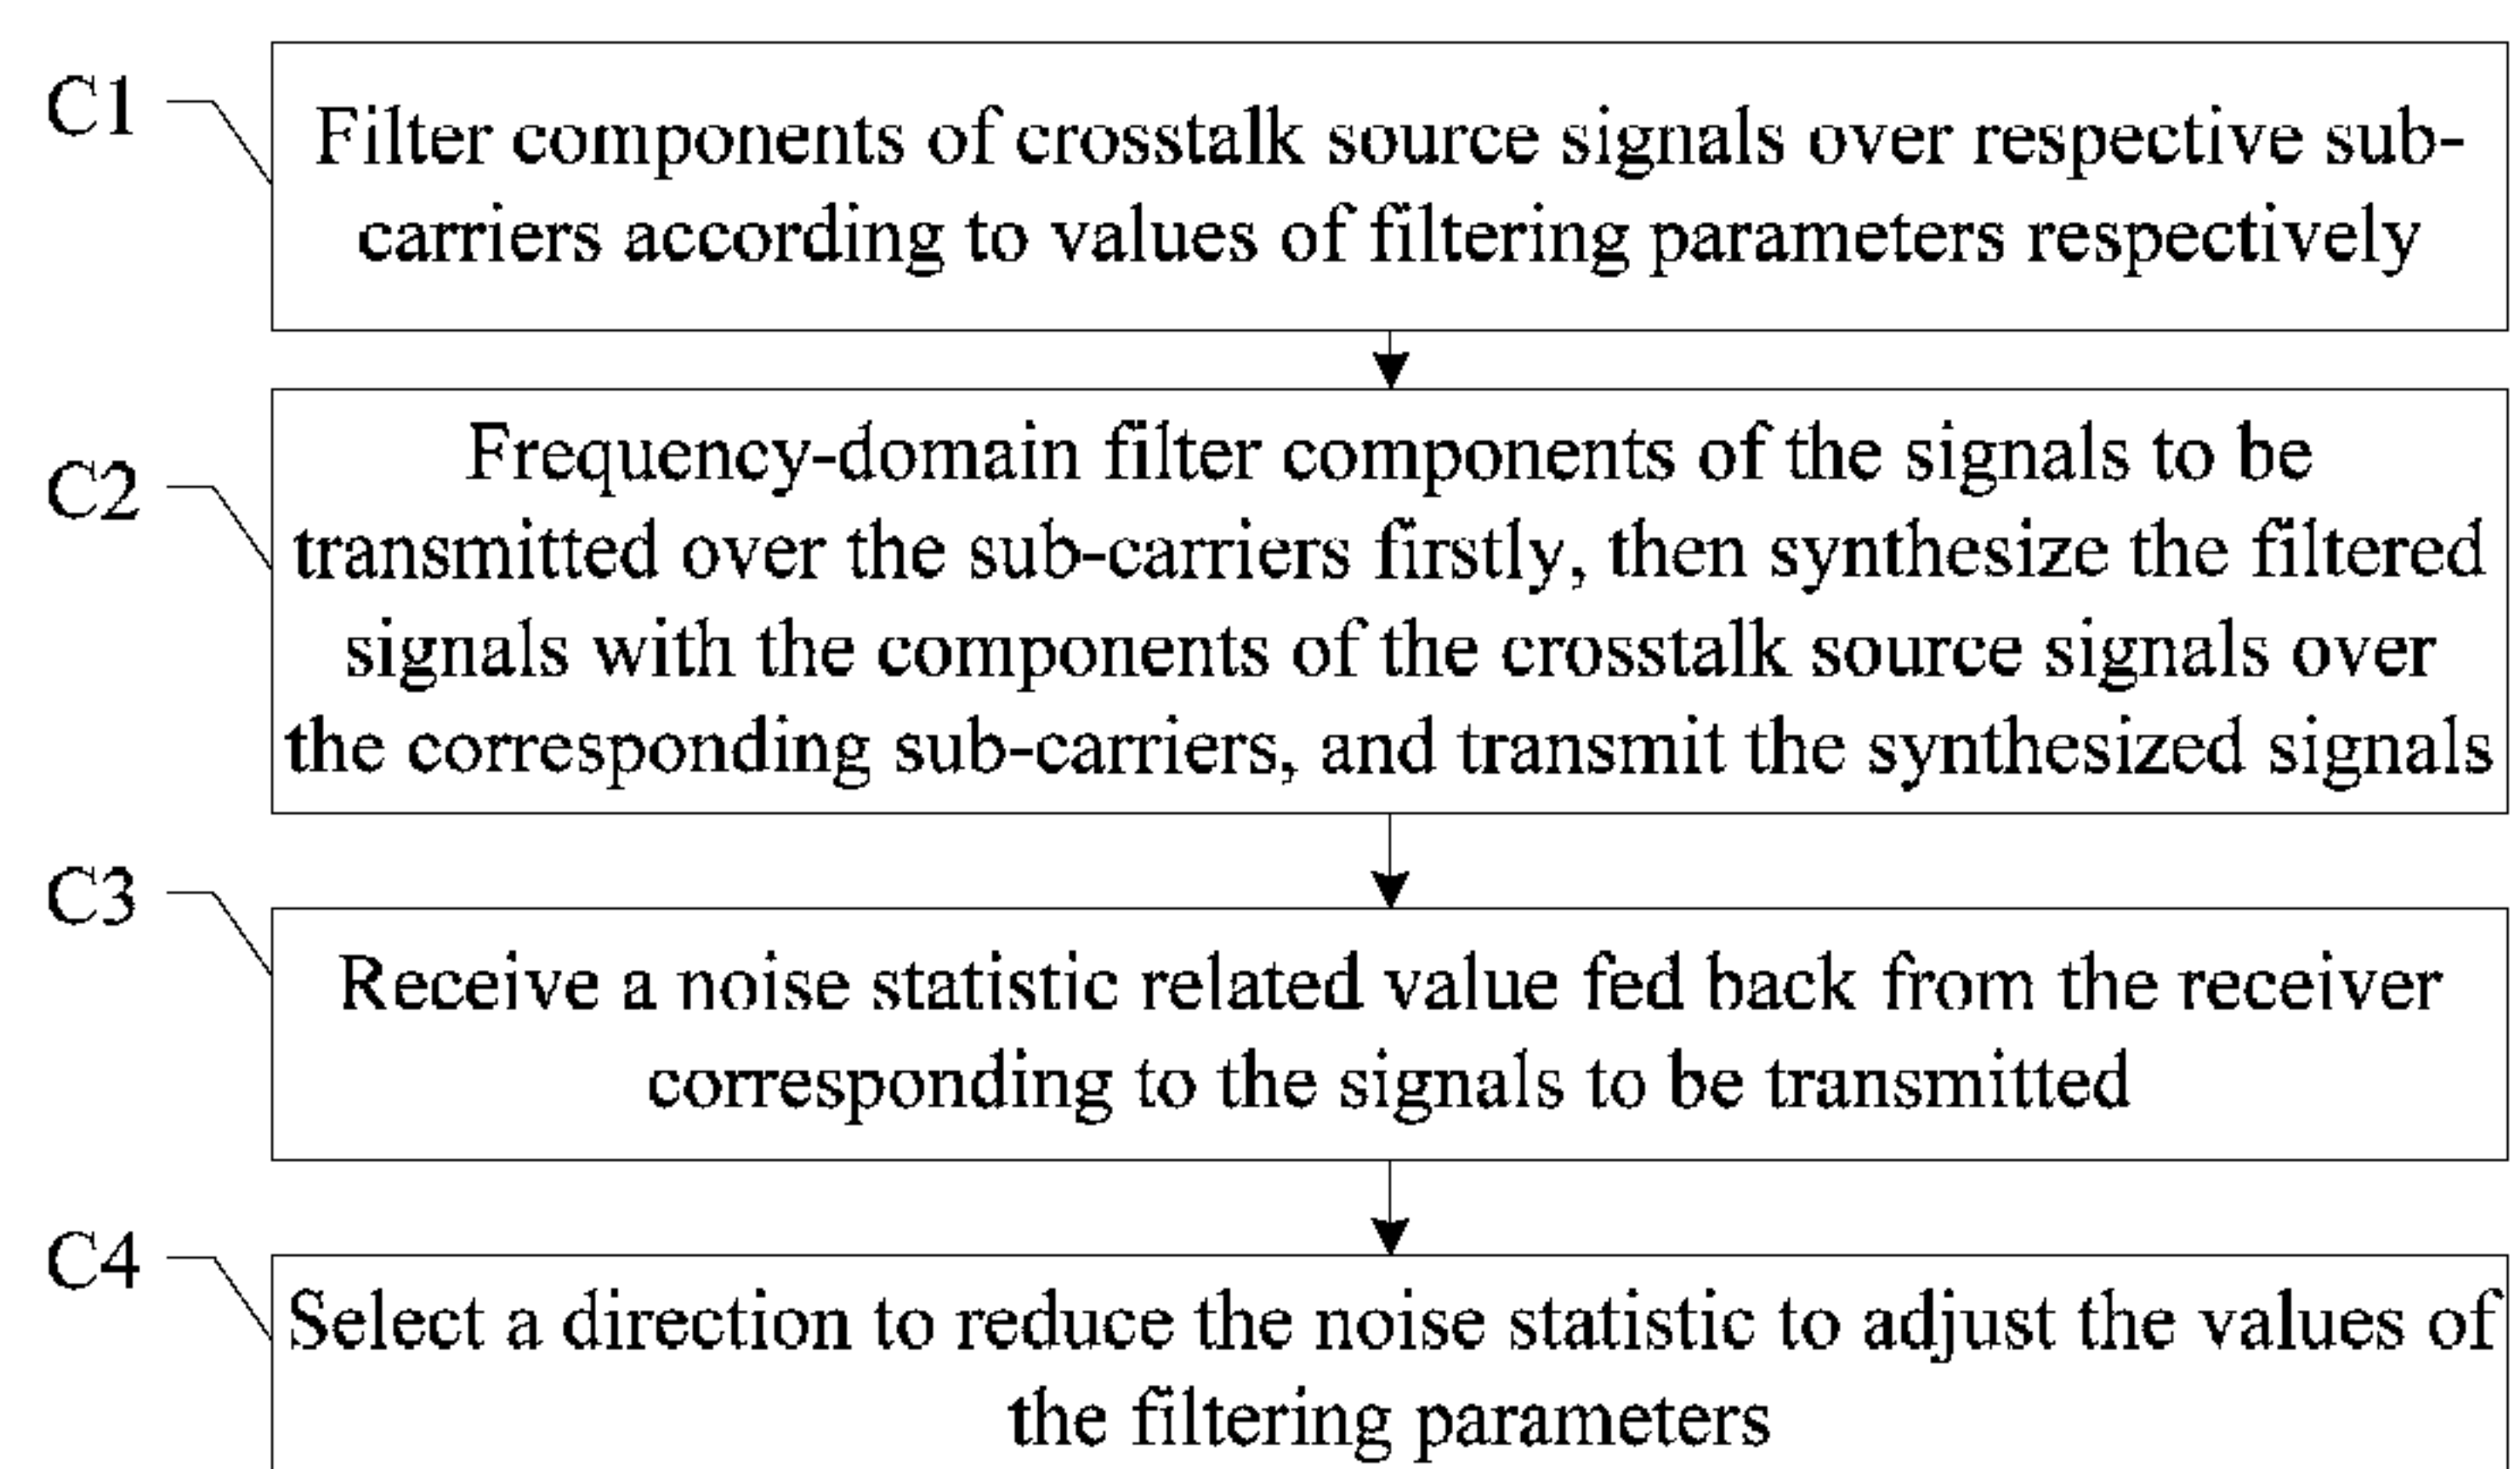 C1
Filter components of crosstalk source signals over respective sub-
carriers according to values of filtering parameters respectively
C2
Frequency-domain filter components of the signals to be
transmitted over the sub-carriers firstly, then synthesize the filtered
signals with the components of the crosstalk source signals over
the corresponding sub-carriers, and transmit the synthesized signals
C3
Receive a noise statistic related value fed back from the receiver
corresponding to the signals to be transmitted
C4
Select a direction to reduce the noise statistic to adjust the values of
the filtering parameters